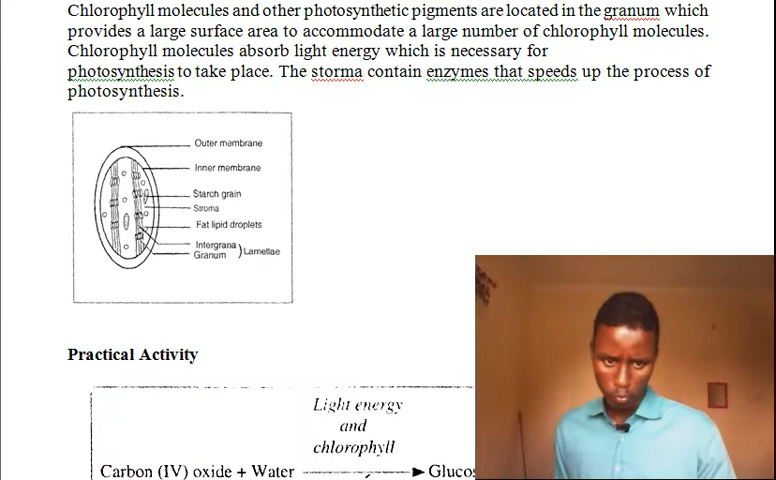 Chlorophyll molecules and other photosynthetic pigments are located in the granum which
provides a large surface area to accommodate a large number of chlorophyll molecules.
Chlorophyll molecules absorb light energy which is necessary for
photosynthesis to take place. The storma contain enzymes that speeds up the process of
photosynthesis.
Outer membrane
Inner membrane
Starch grain
Stroma
Fat lipid droplets
Intergrana
Granum
Lamellae
Practical Activity
Light energy
and
chlorophyll
Carbon (IV) oxide + Water